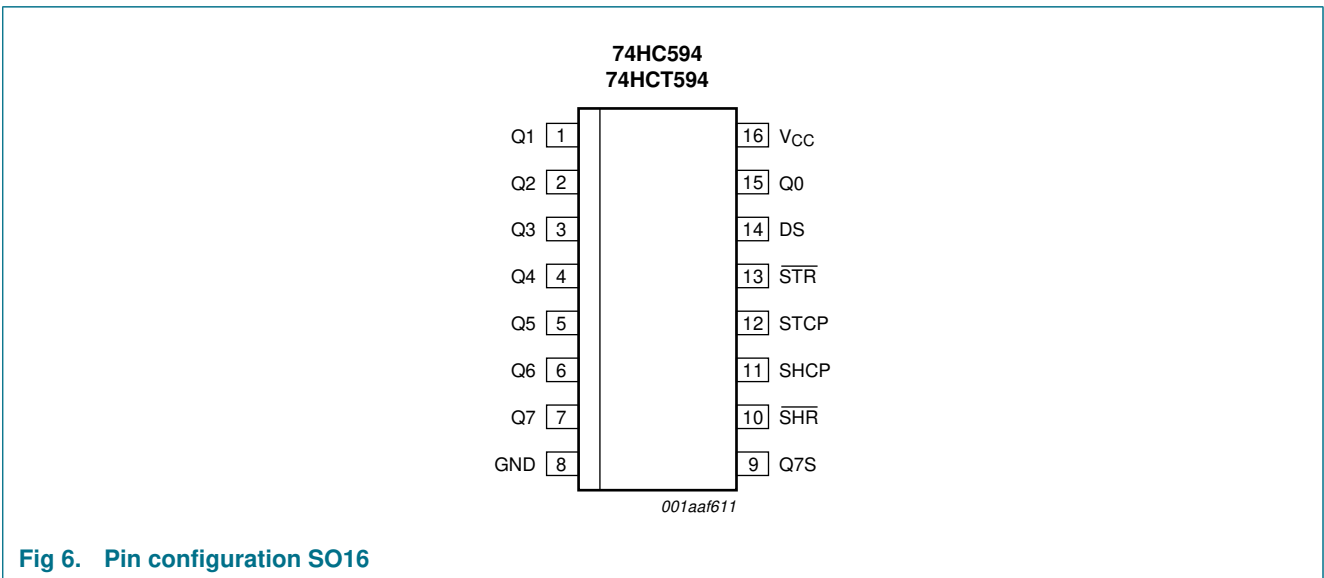 74HC594
74HCT594
Q1 1 16 VCC
Q2 2 15 Q0
Q3 3 14 DS
Q4 4 13 S̅T̅R̅
Q5 5 12 STCP
Q6 6 11 SHCP
Q7 7 10 S̅H̅R̅
GND 8 9 Q7S
001aaf611
Fig 6. Pin configuration SO16